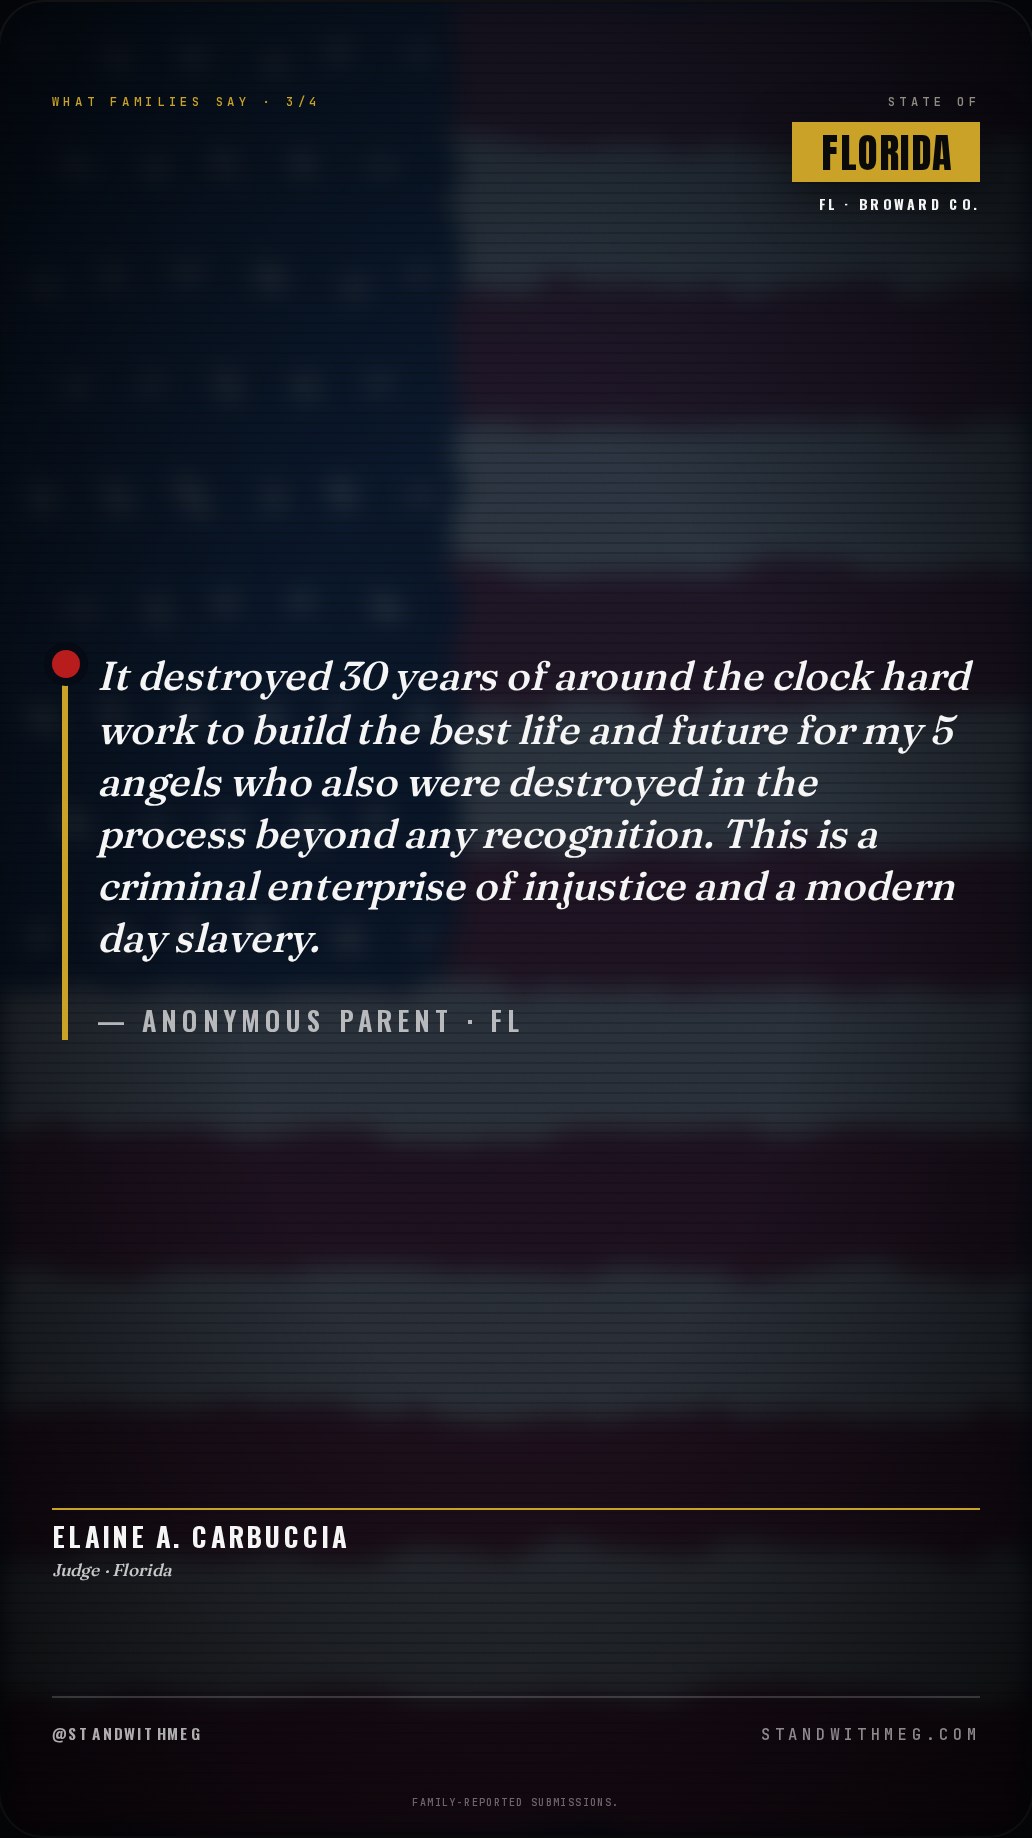 WHAT FAMILIES SAY · 3/4
STATE OF
FLORIDA
FL · BROWARD CO.
It destroyed 30 years of around the clock hard
work to build the best life and future for my 5
angels who also were destroyed in the
process beyond any recognition. This is a
criminal enterprise of injustice and a modern
day slavery.
— ANONYMOUS PARENT · FL
ELAINE A. CARBUCCIA
Judge · Florida
@STANDWITHMEG
STANDWITHMEG.COM
FAMILY-REPORTED SUBMISSIONS.